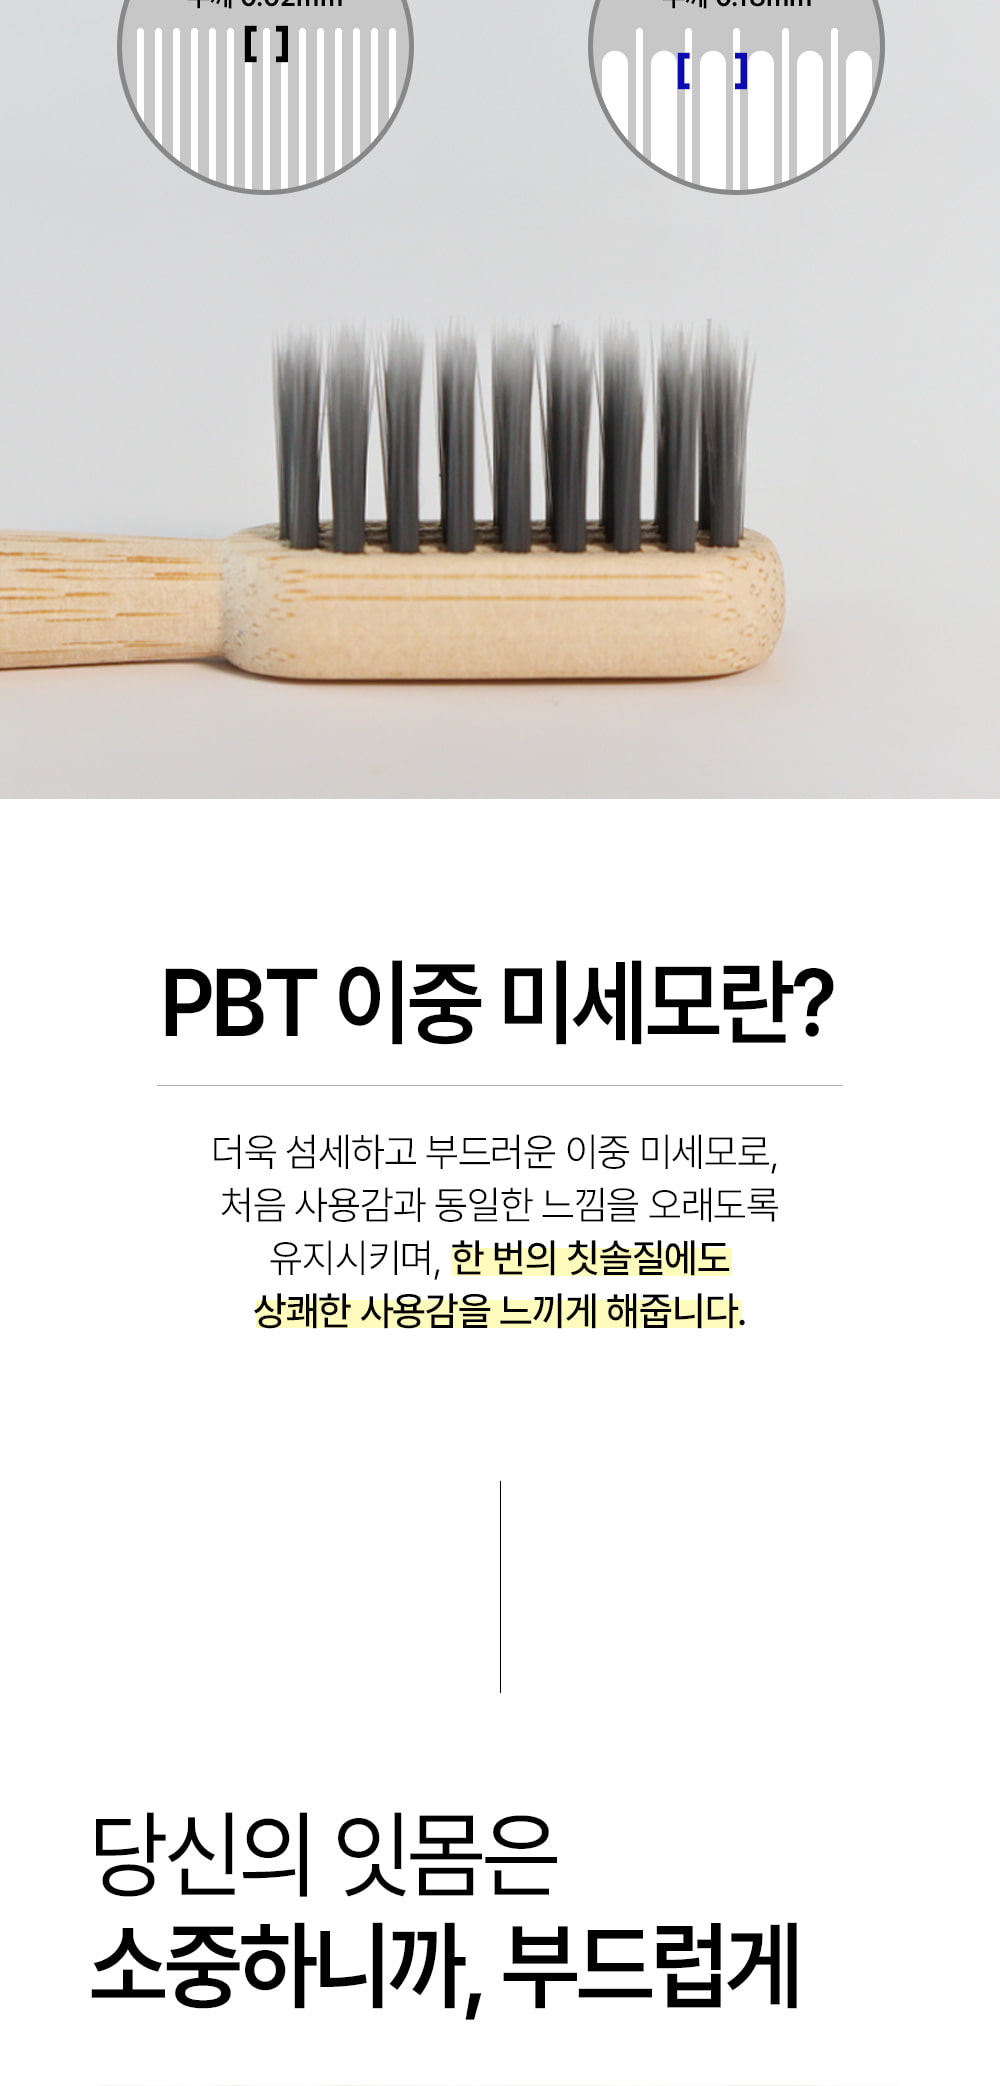 [ ]
[ ]
PBT 이중 미세모란?
더욱 섬세하고 부드러운 이중 미세모로,
처음 사용감과 동일한 느낌을 오래도록
유지시키며, 한 번의 칫솔질에도
상쾌한 사용감을 느끼게 해줍니다.
당신의 잇몸은
소중하니까, 부드럽게